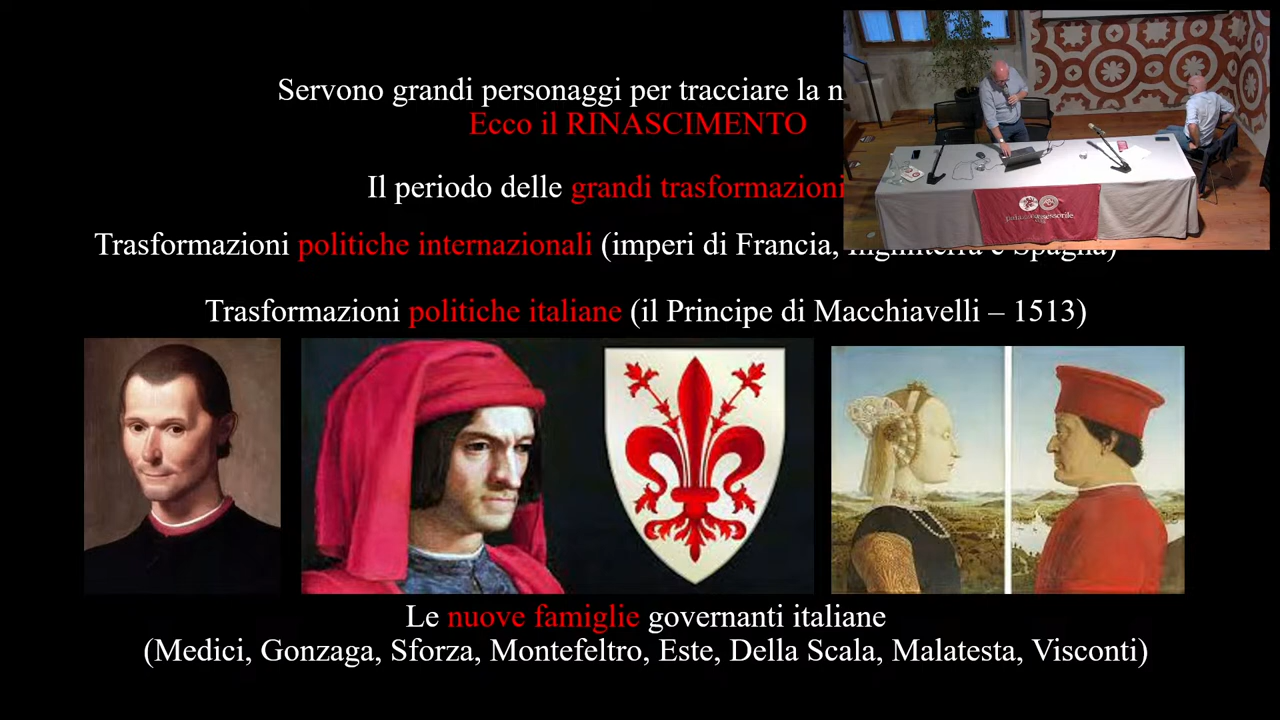 Servono grandi personaggi per tracciare la
Ecco il RINASCIMENTO
Il periodo delle grandi trasformazioni
Trasformazioni politiche internazionali (imperi di Francia, Inghilterra e Spagna)
Trasformazioni politiche italiane (il Principe di Macchiavelli – 1513)
Le nuove famiglie governanti italiane
(Medici, Gonzaga, Sforza, Montefeltro, Este, Della Scala, Malatesta, Visconti)